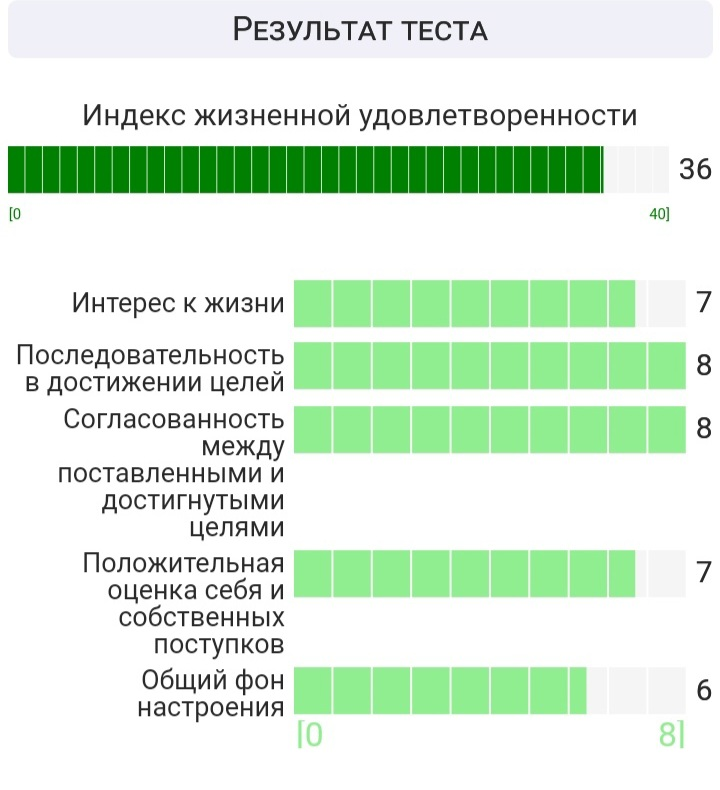 Результат теста
Индекс жизненной удовлетворенности
36
[0
40]
Интерес к жизни
7
Последовательность
в достижении целей
8
Согласованность
между
поставленными и
достигнутыми
целями
8
Положительная
оценка себя и
собственных
поступков
7
Общий фон
настроения
6
[0
8]